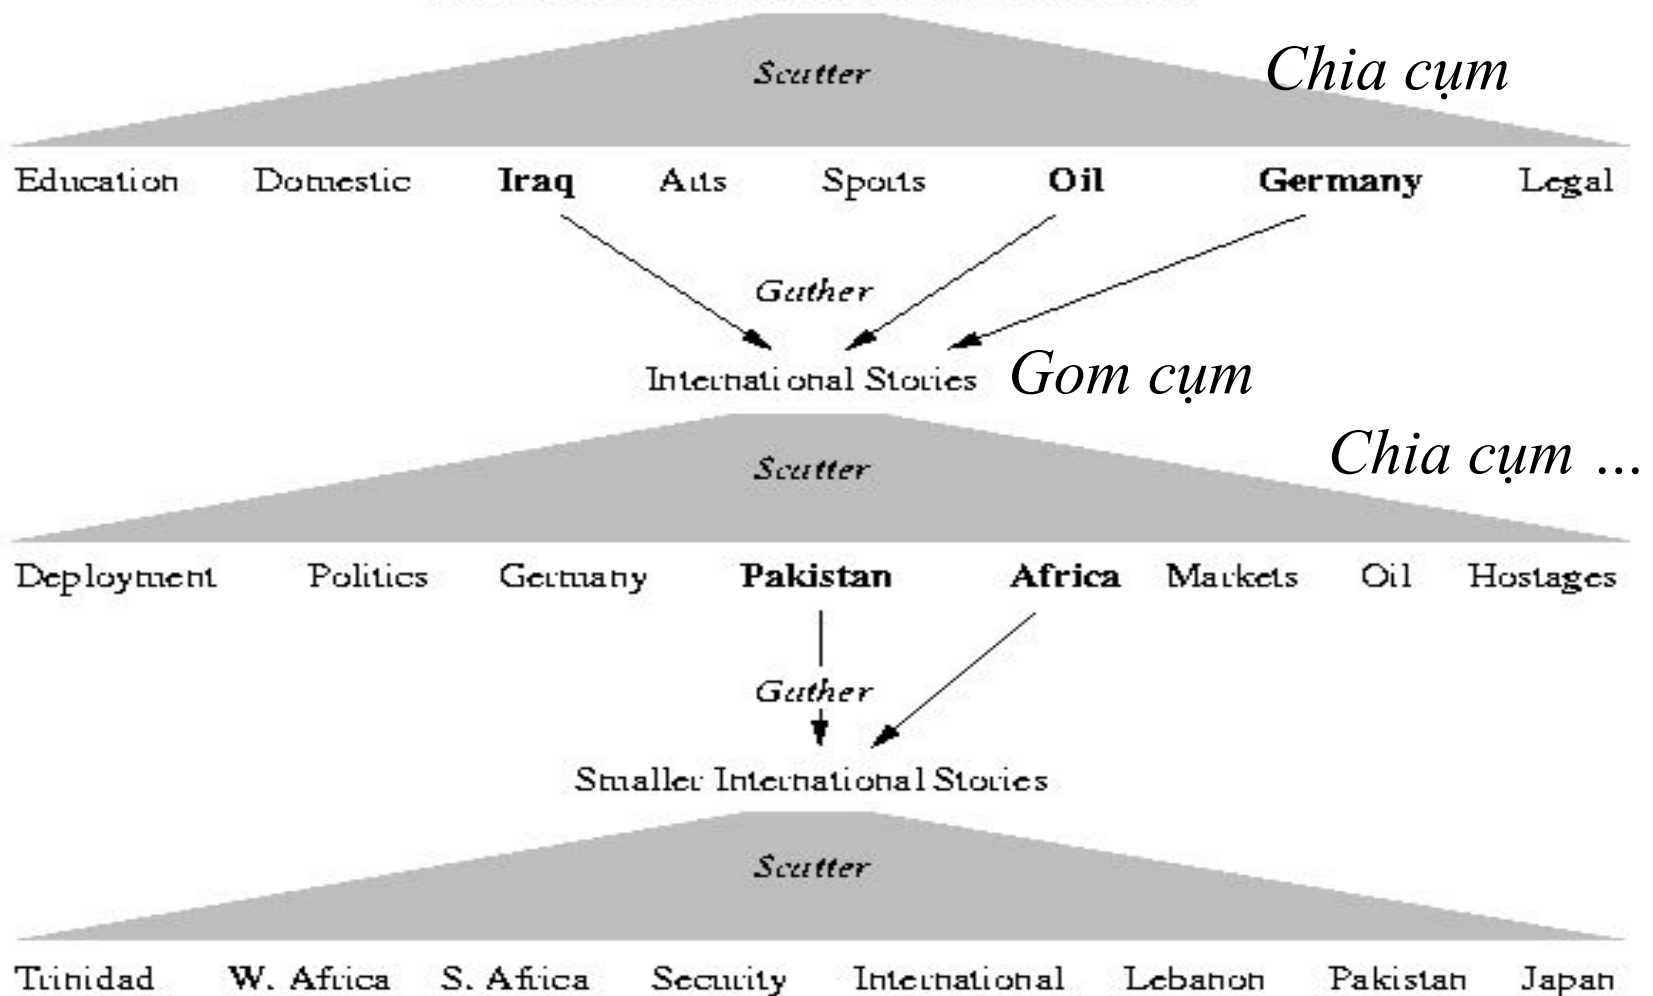 Scatter
Chia cụm
Education Domestic Iraq Arts Sports Oil Germany Legal
Gather
International Stories Gom cụm
Chia cụm ...
Scatter
Deployment Politics Germany Pakistan Africa Markets Oil Hostages
Gather
Smaller International Stories
Scatter
Trinidad W. Africa S. Africa Security International Lebanon Pakistan Japan